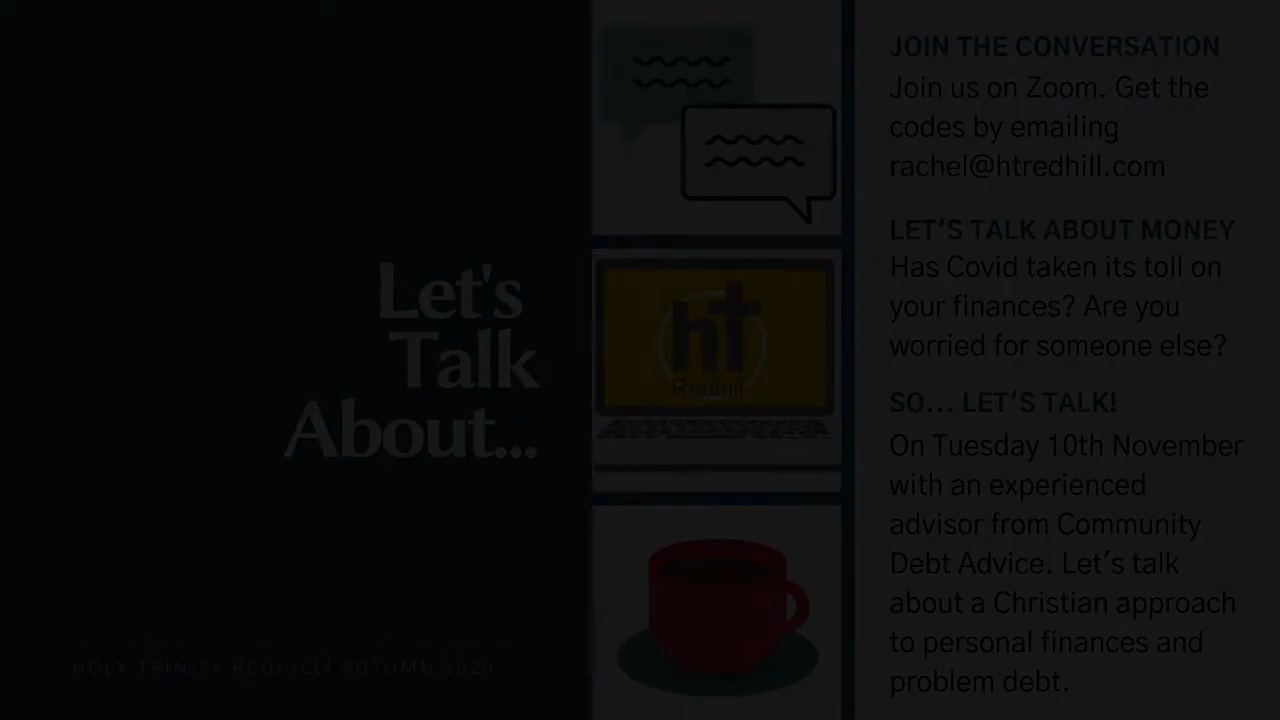 Let's
Talk
About...
HOLY TRINITY REDHILL| AUTUMN 2020
ht
Redhill
JOIN THE CONVERSATION
Join us on Zoom. Get the
codes by emailing
rachel@htredhill.com
LET'S TALK ABOUT MONEY
Has Covid taken its toll on
your finances? Are you
worried for someone else?
SO... LET'S TALK!
On Tuesday 10th November
with an experienced
advisor from Community
Debt Advice. Let's talk
about a Christian approach
to personal finances and
problem debt.